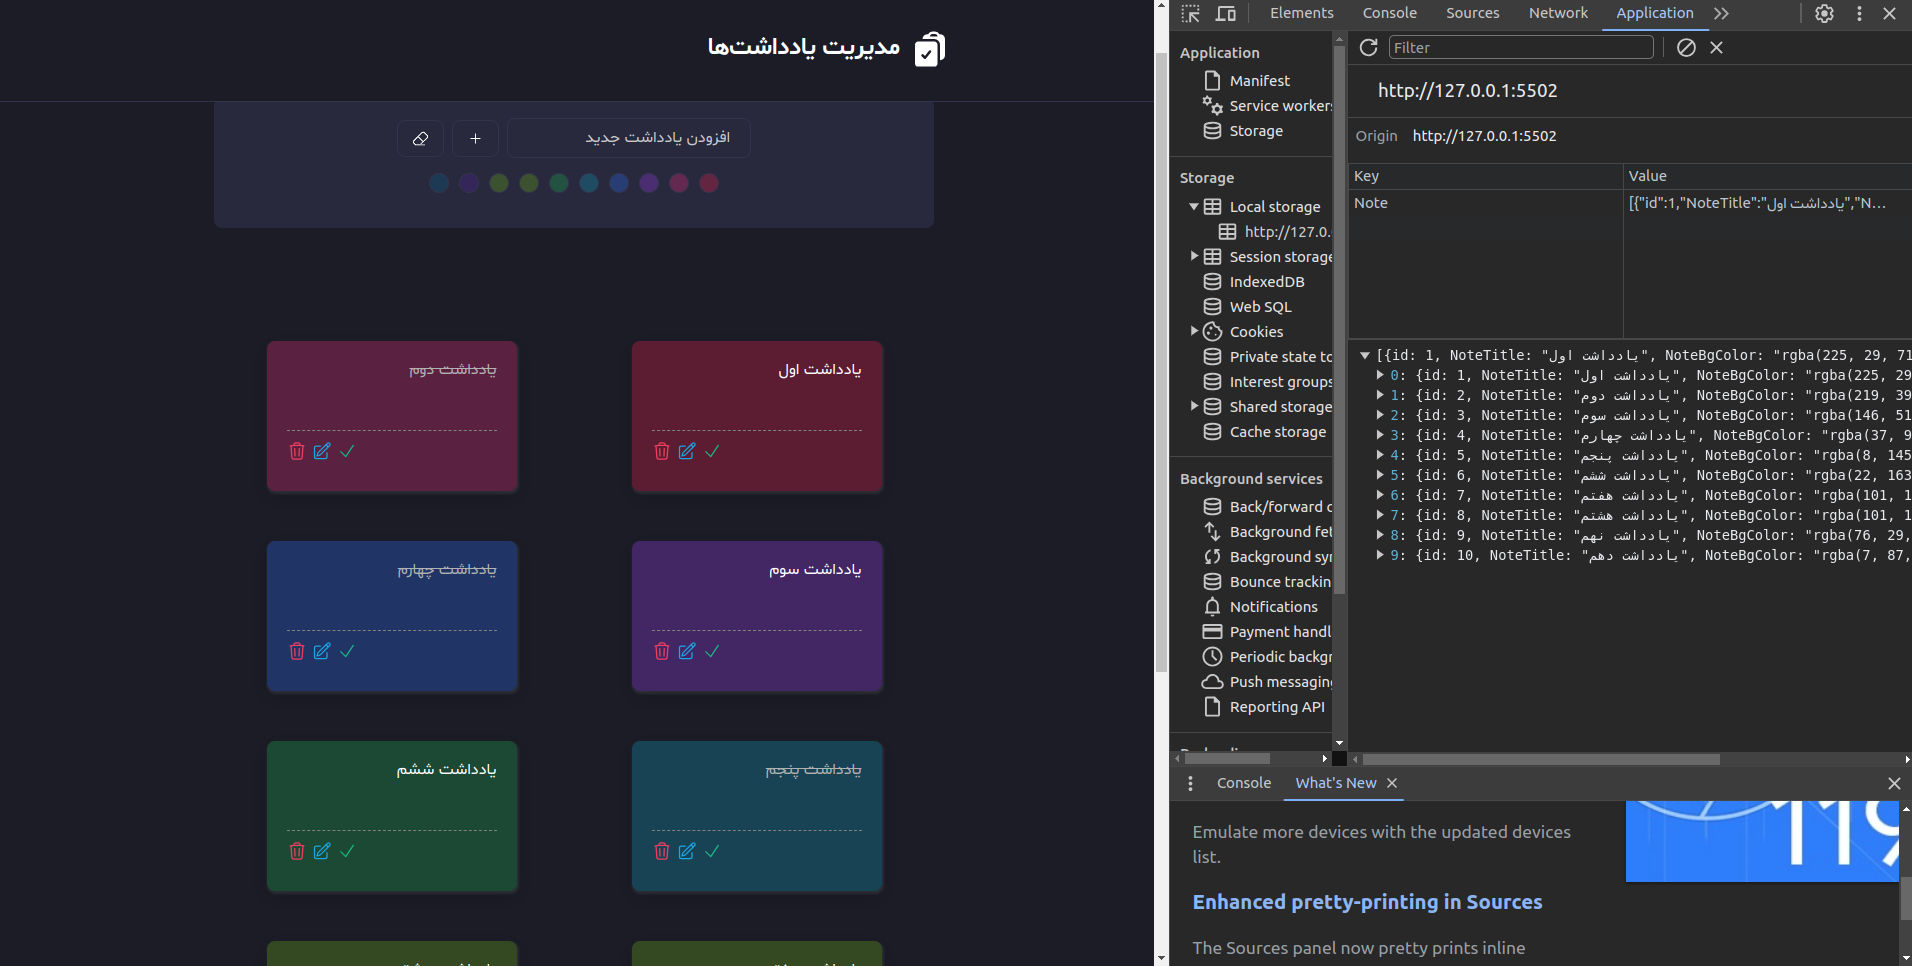 مدیریت یادداشت‌ها
افزودن یادداشت جدید
یادداشت اول
یادداشت دوم
یادداشت سوم
یادداشت چهارم
یادداشت پنجم
یادداشت ششم
Elements Console Sources Network Application
Application
Manifest
Service workers
Storage
Storage
Local storage
http://127.0.
Session storage
IndexedDB
Web SQL
Cookies
Private state to
Interest groups
Shared storage
Cache storage
Background services
Back/forward c
Background fet
Background syn
Bounce trackin
Notifications
Payment handl
Periodic backgr
Push messaging
Reporting API
Filter
http://127.0.0.1:5502
Origin http://127.0.0.1:5502
Key Value
Note [{"id":1,"NoteTitle":"یادداشت اول","N…
[{id: 1, NoteTitle: "یادداشت اول", NoteBgColor: "rgba(225, 29, 71
0: {id: 1, NoteTitle: "یادداشت اول", NoteBgColor: "rgba(225, 29
1: {id: 2, NoteTitle: "یادداشت دوم", NoteBgColor: "rgba(219, 39
2: {id: 3, NoteTitle: "یادداشت سوم", NoteBgColor: "rgba(146, 51
3: {id: 4, NoteTitle: "یادداشت چهارم", NoteBgColor: "rgba(37, 9
4: {id: 5, NoteTitle: "یادداشت پنجم", NoteBgColor: "rgba(8, 145
5: {id: 6, NoteTitle: "یادداشت ششم", NoteBgColor: "rgba(22, 163
6: {id: 7, NoteTitle: "یادداشت هفتم", NoteBgColor: "rgba(101, 1
7: {id: 8, NoteTitle: "یادداشت هشتم", NoteBgColor: "rgba(101, 1
8: {id: 9, NoteTitle: "یادداشت نهم", NoteBgColor: "rgba(76, 29,
9: {id: 10, NoteTitle: "یادداشت دهم", NoteBgColor: "rgba(7, 87,
Console What's New
Emulate more devices with the updated devices
list.
Enhanced pretty-printing in Sources
The Sources panel now pretty prints inline
119